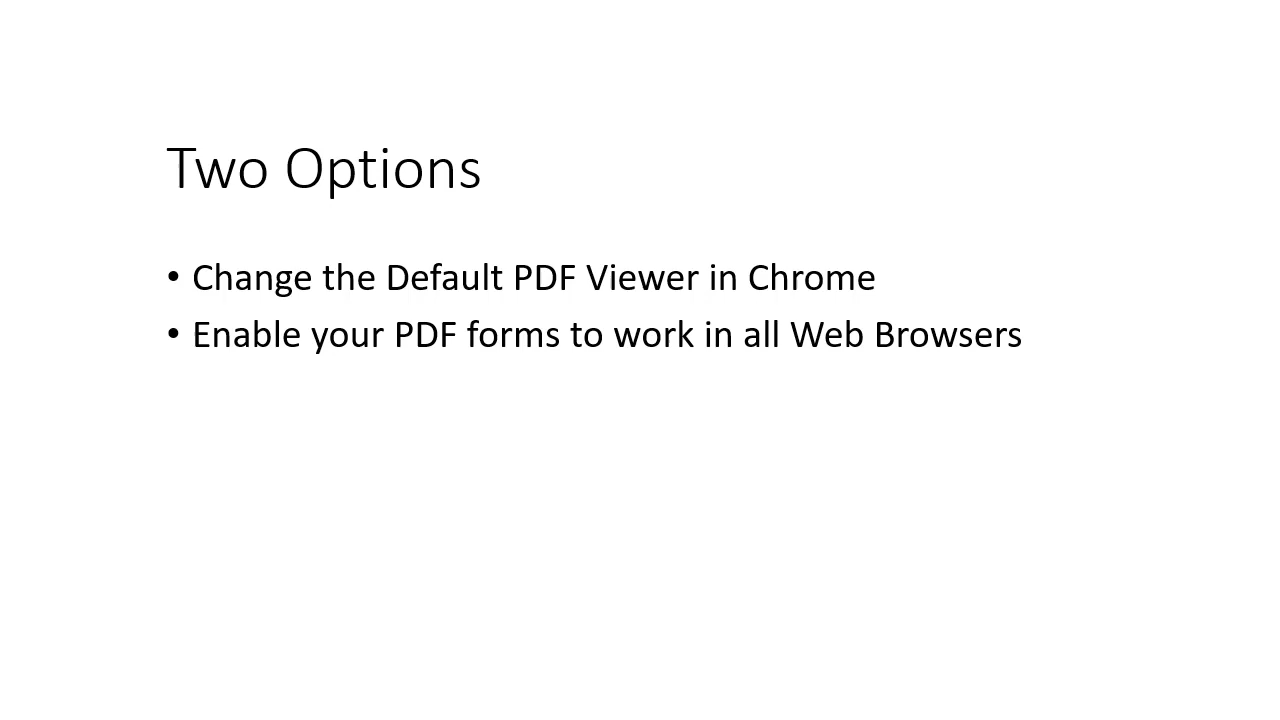 Two Options
• Change the Default PDF Viewer in Chrome
• Enable your PDF forms to work in all Web Browsers